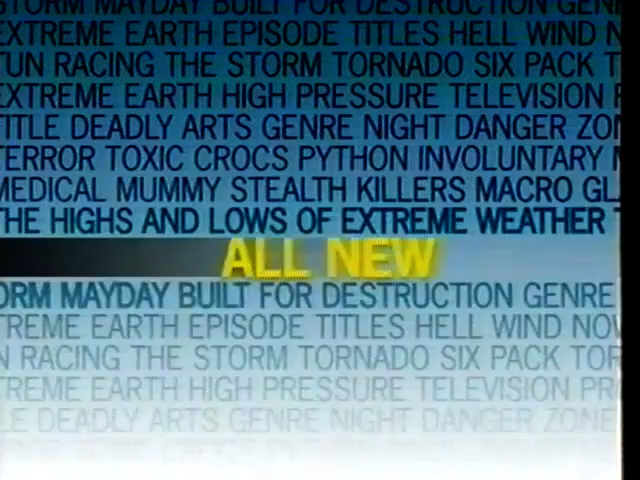 STORM MAYDAY BUILT FOR DESTRUCTION GENR
EXTREME EARTH EPISODE TITLES HELL WIND N
UN RACING THE STORM TORNADO SIX PACK T
EXTREME EARTH HIGH PRESSURE TELEVISION P
TITLE DEADLY ARTS GENRE NIGHT DANGER ZON
TERROR TOXIC CROCS PYTHON INVOLUNTARY M
MEDICAL MUMMY STEALTH KILLERS MACRO GL
THE HIGHS AND LOWS OF EXTREME WEATHER T
ALL NEW
ORM MAYDAY BUILT FOR DESTRUCTION GENRE
TREME EARTH EPISODE TITLES HELL WIND NOV
N RACING THE STORM TORNADO SIX PACK TOR
TREME EARTH HIGH PRESSURE TELEVISION PR
LE DEADLY ARTS GENRE NIGHT DANGER ZONE